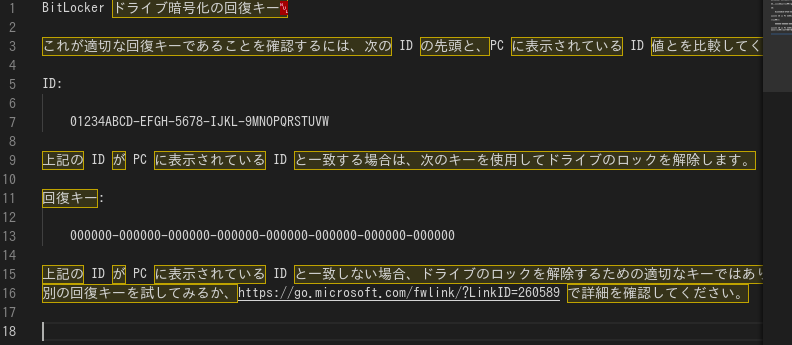 1 BitLocker ドライブ暗号化の回復キー
2
3 これが適切な回復キーであることを確認するには、次の ID の先頭と、PC に表示されている ID 値とを比較してく
4
5 ID:
6
7 01234ABCD-EFGH-5678-IJKL-9MNOPQRSTUVW
8
9 上記の ID が PC に表示されている ID と一致する場合は、次のキーを使用してドライブのロックを解除します。
10
11 回復キー:
12
13 000000-000000-000000-000000-000000-000000-000000-000000
14
15 上記の ID が PC に表示されている ID と一致しない場合、ドライブのロックを解除するための適切なキーではあり
16 別の回復キーを試してみるか、https://go.microsoft.com/fwlink/?LinkID=260589 で詳細を確認してください。
17
18